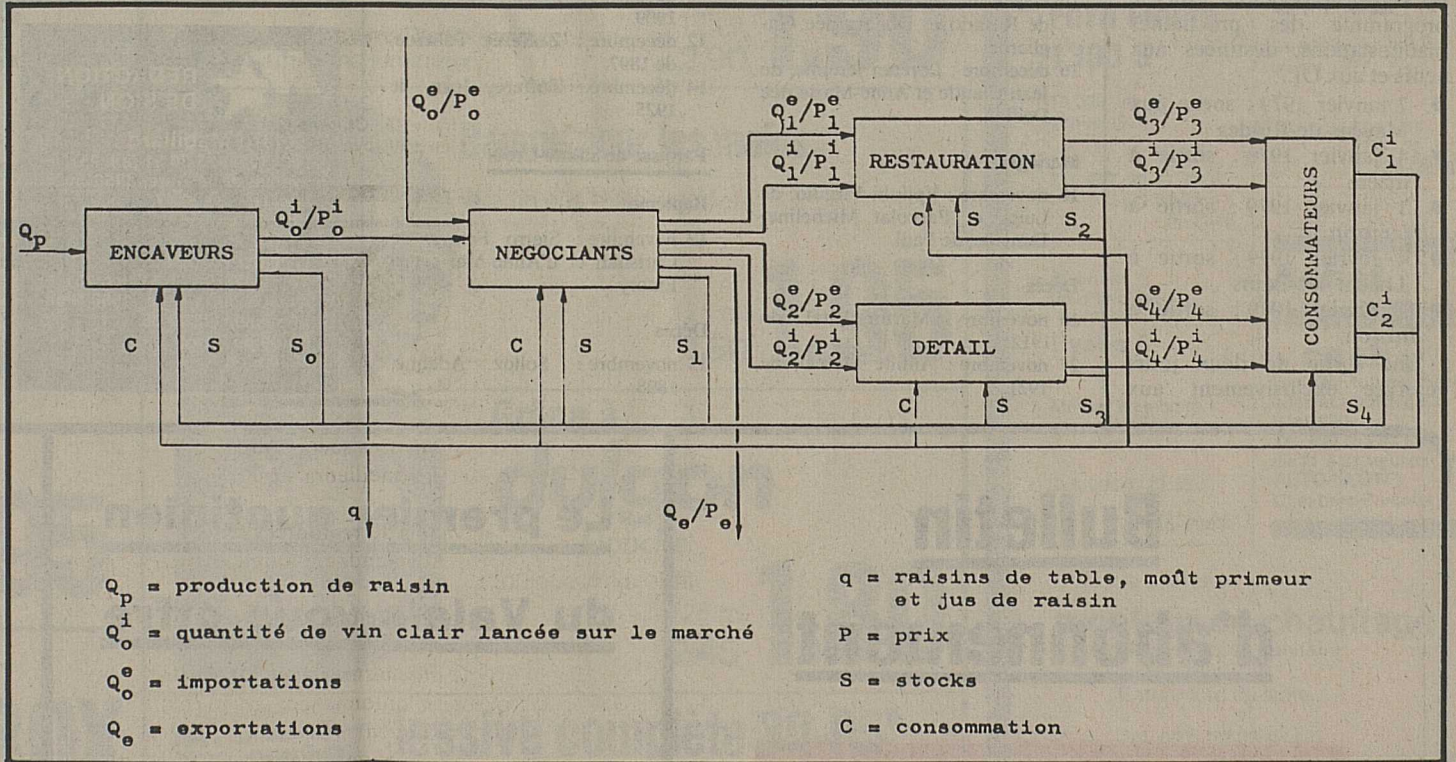 Q_o^e/P_o^e
Q_1^e/P_1^e
Q_3^e/P_3^e
C_1^i
Q_1^i/P_1^i
RESTAURATION
Q_3^i/P_3^i
Q_p
ENCAVEURS
Q_o^i/P_o^i
NEGOCIANTS
C S S_2
CONSOMMATEURS
Q_2^e/P_2^e
Q_4^e/P_4^e
C_2^i
C S S_o
C S S_1
Q_2^i/P_2^i
DETAIL
Q_4^i/P_4^i
C S S_3
S_4
q
Q_e/P_e
Q_p = production de raisin
Q_o^i = quantité de vin clair lancée sur le marché
Q_o^e = importations
Q_e = exportations
q = raisins de table, moût primeur
et jus de raisin
P = prix
S = stocks
C = consommation